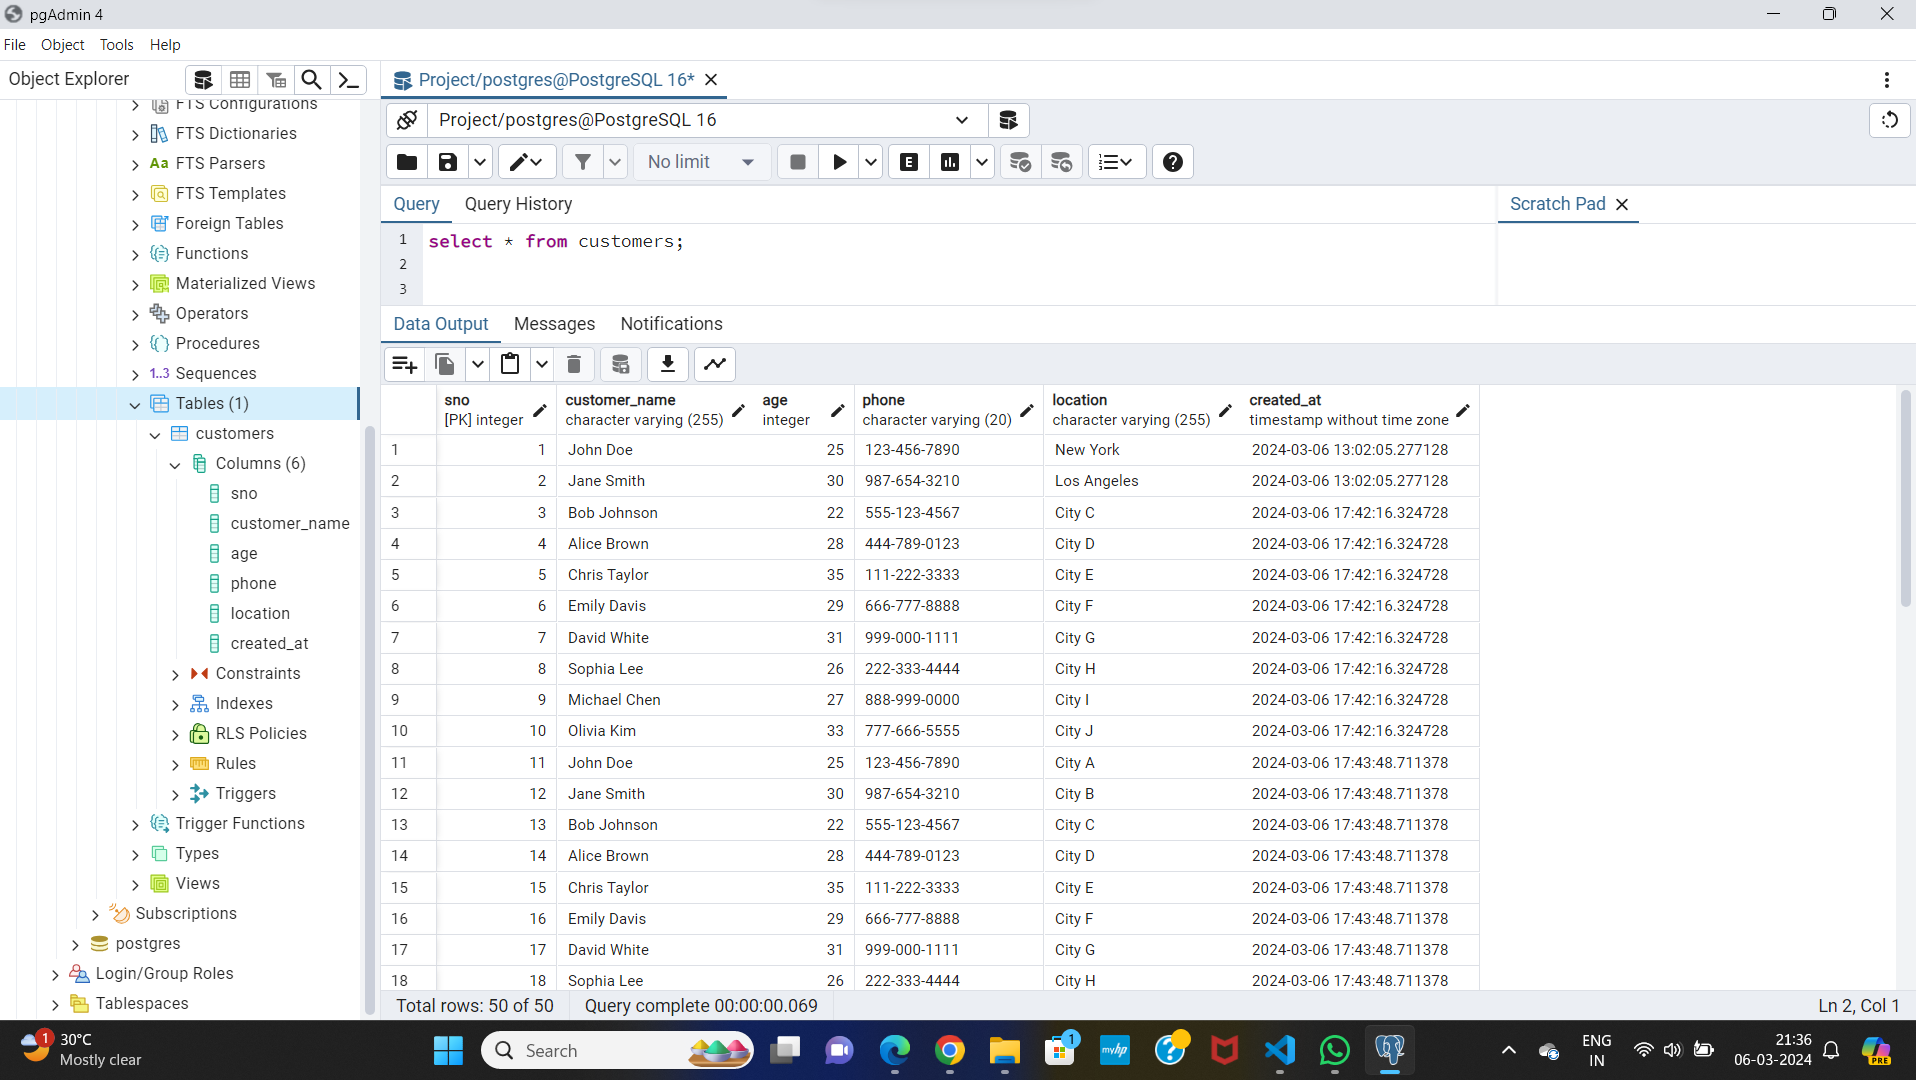 pgAdmin 4
File Object Tools Help
Object Explorer
Project/postgres@PostgreSQL 16*
FTS Configurations
FTS Dictionaries
Aa FTS Parsers
FTS Templates
Foreign Tables
Functions
Materialized Views
Operators
Procedures
1..3 Sequences
Tables (1)
customers
Columns (6)
sno
customer_name
age
phone
location
created_at
Constraints
Indexes
RLS Policies
Rules
Triggers
Trigger Functions
Types
Views
Subscriptions
postgres
Login/Group Roles
Tablespaces
Project/postgres@PostgreSQL 16
No limit
E
Query Query History
Scratch Pad
1 select * from customers;
2
3
Data Output Messages Notifications
sno customer_name age phone location created_at
[PK] integer character varying (255) integer character varying (20) character varying (255) timestamp without time zone
1 1 John Doe 25 123-456-7890 New York 2024-03-06 13:02:05.277128
2 2 Jane Smith 30 987-654-3210 Los Angeles 2024-03-06 13:02:05.277128
3 3 Bob Johnson 22 555-123-4567 City C 2024-03-06 17:42:16.324728
4 4 Alice Brown 28 444-789-0123 City D 2024-03-06 17:42:16.324728
5 5 Chris Taylor 35 111-222-3333 City E 2024-03-06 17:42:16.324728
6 6 Emily Davis 29 666-777-8888 City F 2024-03-06 17:42:16.324728
7 7 David White 31 999-000-1111 City G 2024-03-06 17:42:16.324728
8 8 Sophia Lee 26 222-333-4444 City H 2024-03-06 17:42:16.324728
9 9 Michael Chen 27 888-999-0000 City I 2024-03-06 17:42:16.324728
10 10 Olivia Kim 33 777-666-5555 City J 2024-03-06 17:42:16.324728
11 11 John Doe 25 123-456-7890 City A 2024-03-06 17:43:48.711378
12 12 Jane Smith 30 987-654-3210 City B 2024-03-06 17:43:48.711378
13 13 Bob Johnson 22 555-123-4567 City C 2024-03-06 17:43:48.711378
14 14 Alice Brown 28 444-789-0123 City D 2024-03-06 17:43:48.711378
15 15 Chris Taylor 35 111-222-3333 City E 2024-03-06 17:43:48.711378
16 16 Emily Davis 29 666-777-8888 City F 2024-03-06 17:43:48.711378
17 17 David White 31 999-000-1111 City G 2024-03-06 17:43:48.711378
18 18 Sophia Lee 26 222-333-4444 City H 2024-03-06 17:43:48.711378
Total rows: 50 of 50 Query complete 00:00:00.069 Ln 2, Col 1
1
30°C
Mostly clear
Search
1
myhp
ENG
IN
21:36
06-03-2024
PRE